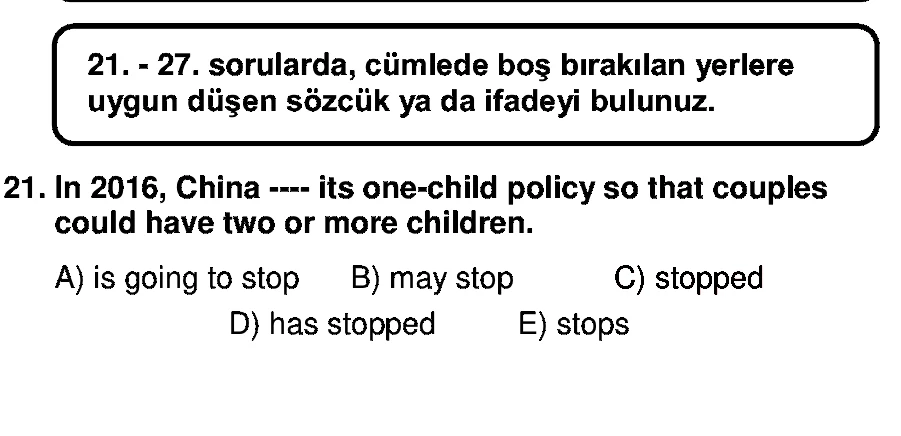 21. - 27. sorularda, cümlede boş bırakılan yerlere
uygun düşen sözcük ya da ifadeyi bulunuz.
21. In 2016, China ---- its one-child policy so that couples
could have two or more children.
A) is going to stop B) may stop C) stopped
D) has stopped E) stops